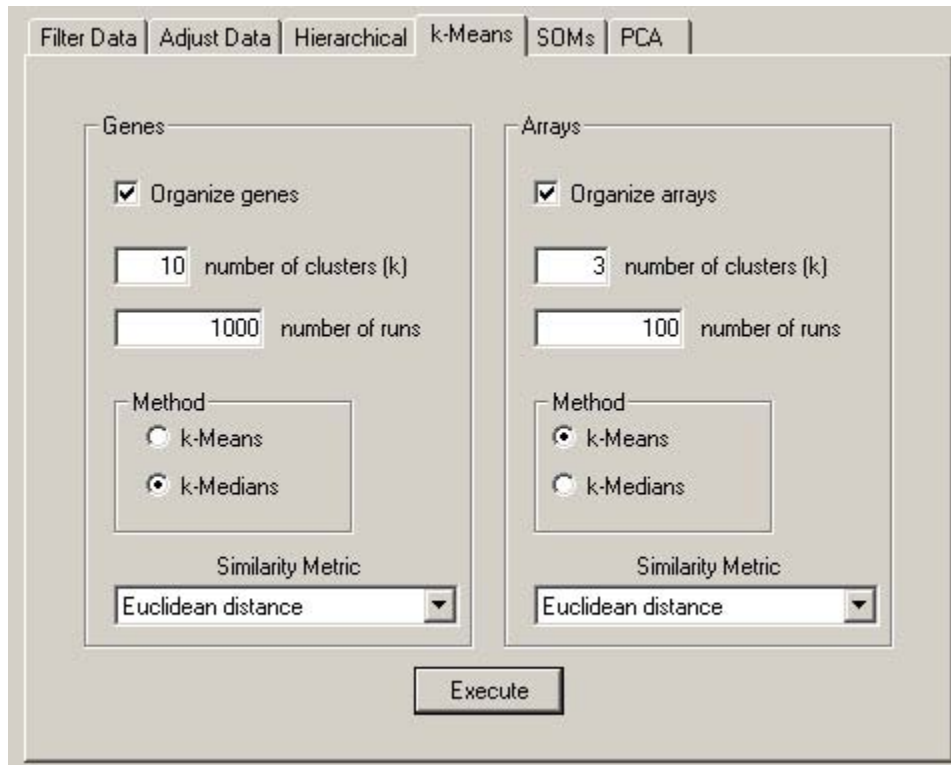 Filter Data Adjust Data Hierarchical k-Means SOMs PCA
Genes
Organize genes
10 number of clusters (k)
1000 number of runs
Method
k-Means
k-Medians
Similarity Metric
Euclidean distance
Arrays
Organize arrays
3 number of clusters (k)
100 number of runs
Method
k-Means
k-Medians
Similarity Metric
Euclidean distance
Execute